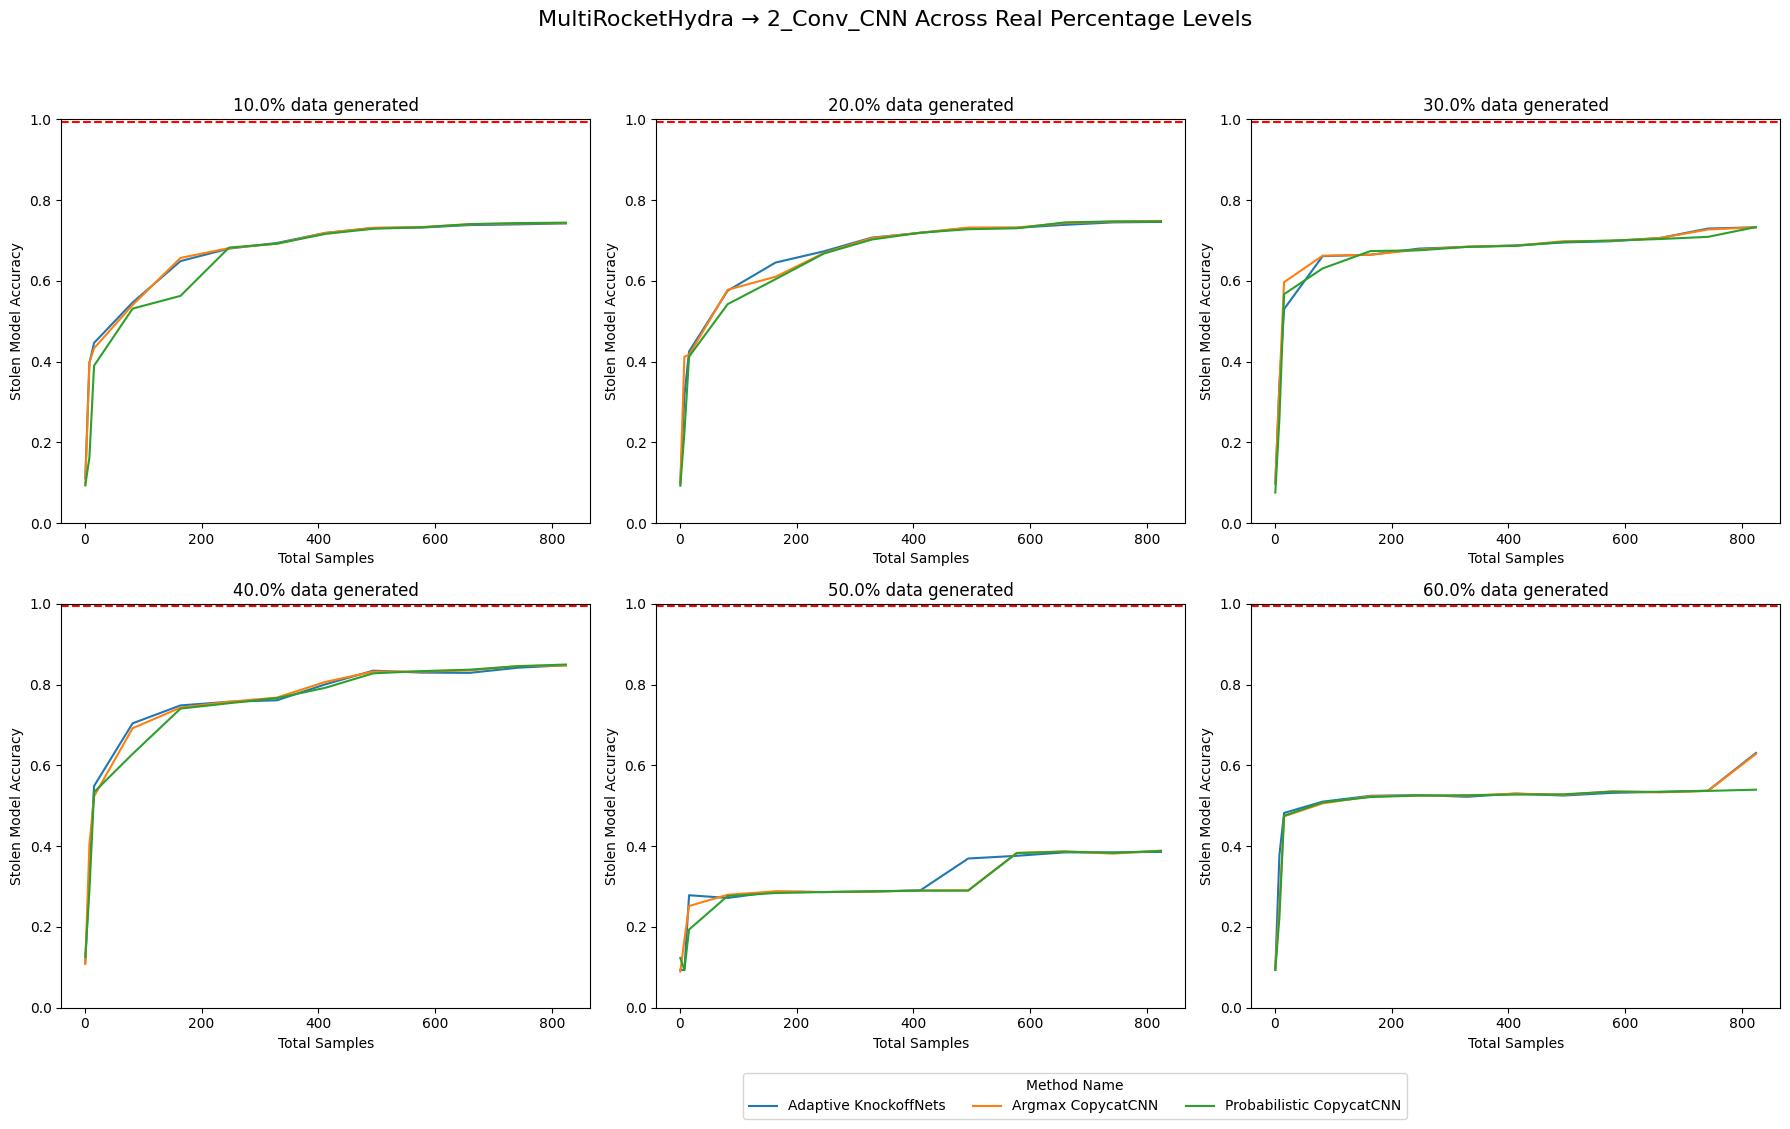 MultiRocketHydra → 2_Conv_CNN Across Real Percentage Levels
10.0% data generated
1.0
0.8
0.6
0.4
0.2
0.0
Stolen Model Accuracy
0 200 400 600 800
Total Samples
20.0% data generated
1.0
0.8
0.6
0.4
0.2
0.0
Stolen Model Accuracy
0 200 400 600 800
Total Samples
30.0% data generated
1.0
0.8
0.6
0.4
0.2
0.0
Stolen Model Accuracy
0 200 400 600 800
Total Samples
40.0% data generated
1.0
0.8
0.6
0.4
0.2
0.0
Stolen Model Accuracy
0 200 400 600 800
Total Samples
50.0% data generated
1.0
0.8
0.6
0.4
0.2
0.0
Stolen Model Accuracy
0 200 400 600 800
Total Samples
60.0% data generated
1.0
0.8
0.6
0.4
0.2
0.0
Stolen Model Accuracy
0 200 400 600 800
Total Samples
Method Name
Adaptive KnockoffNets Argmax CopycatCNN Probabilistic CopycatCNN